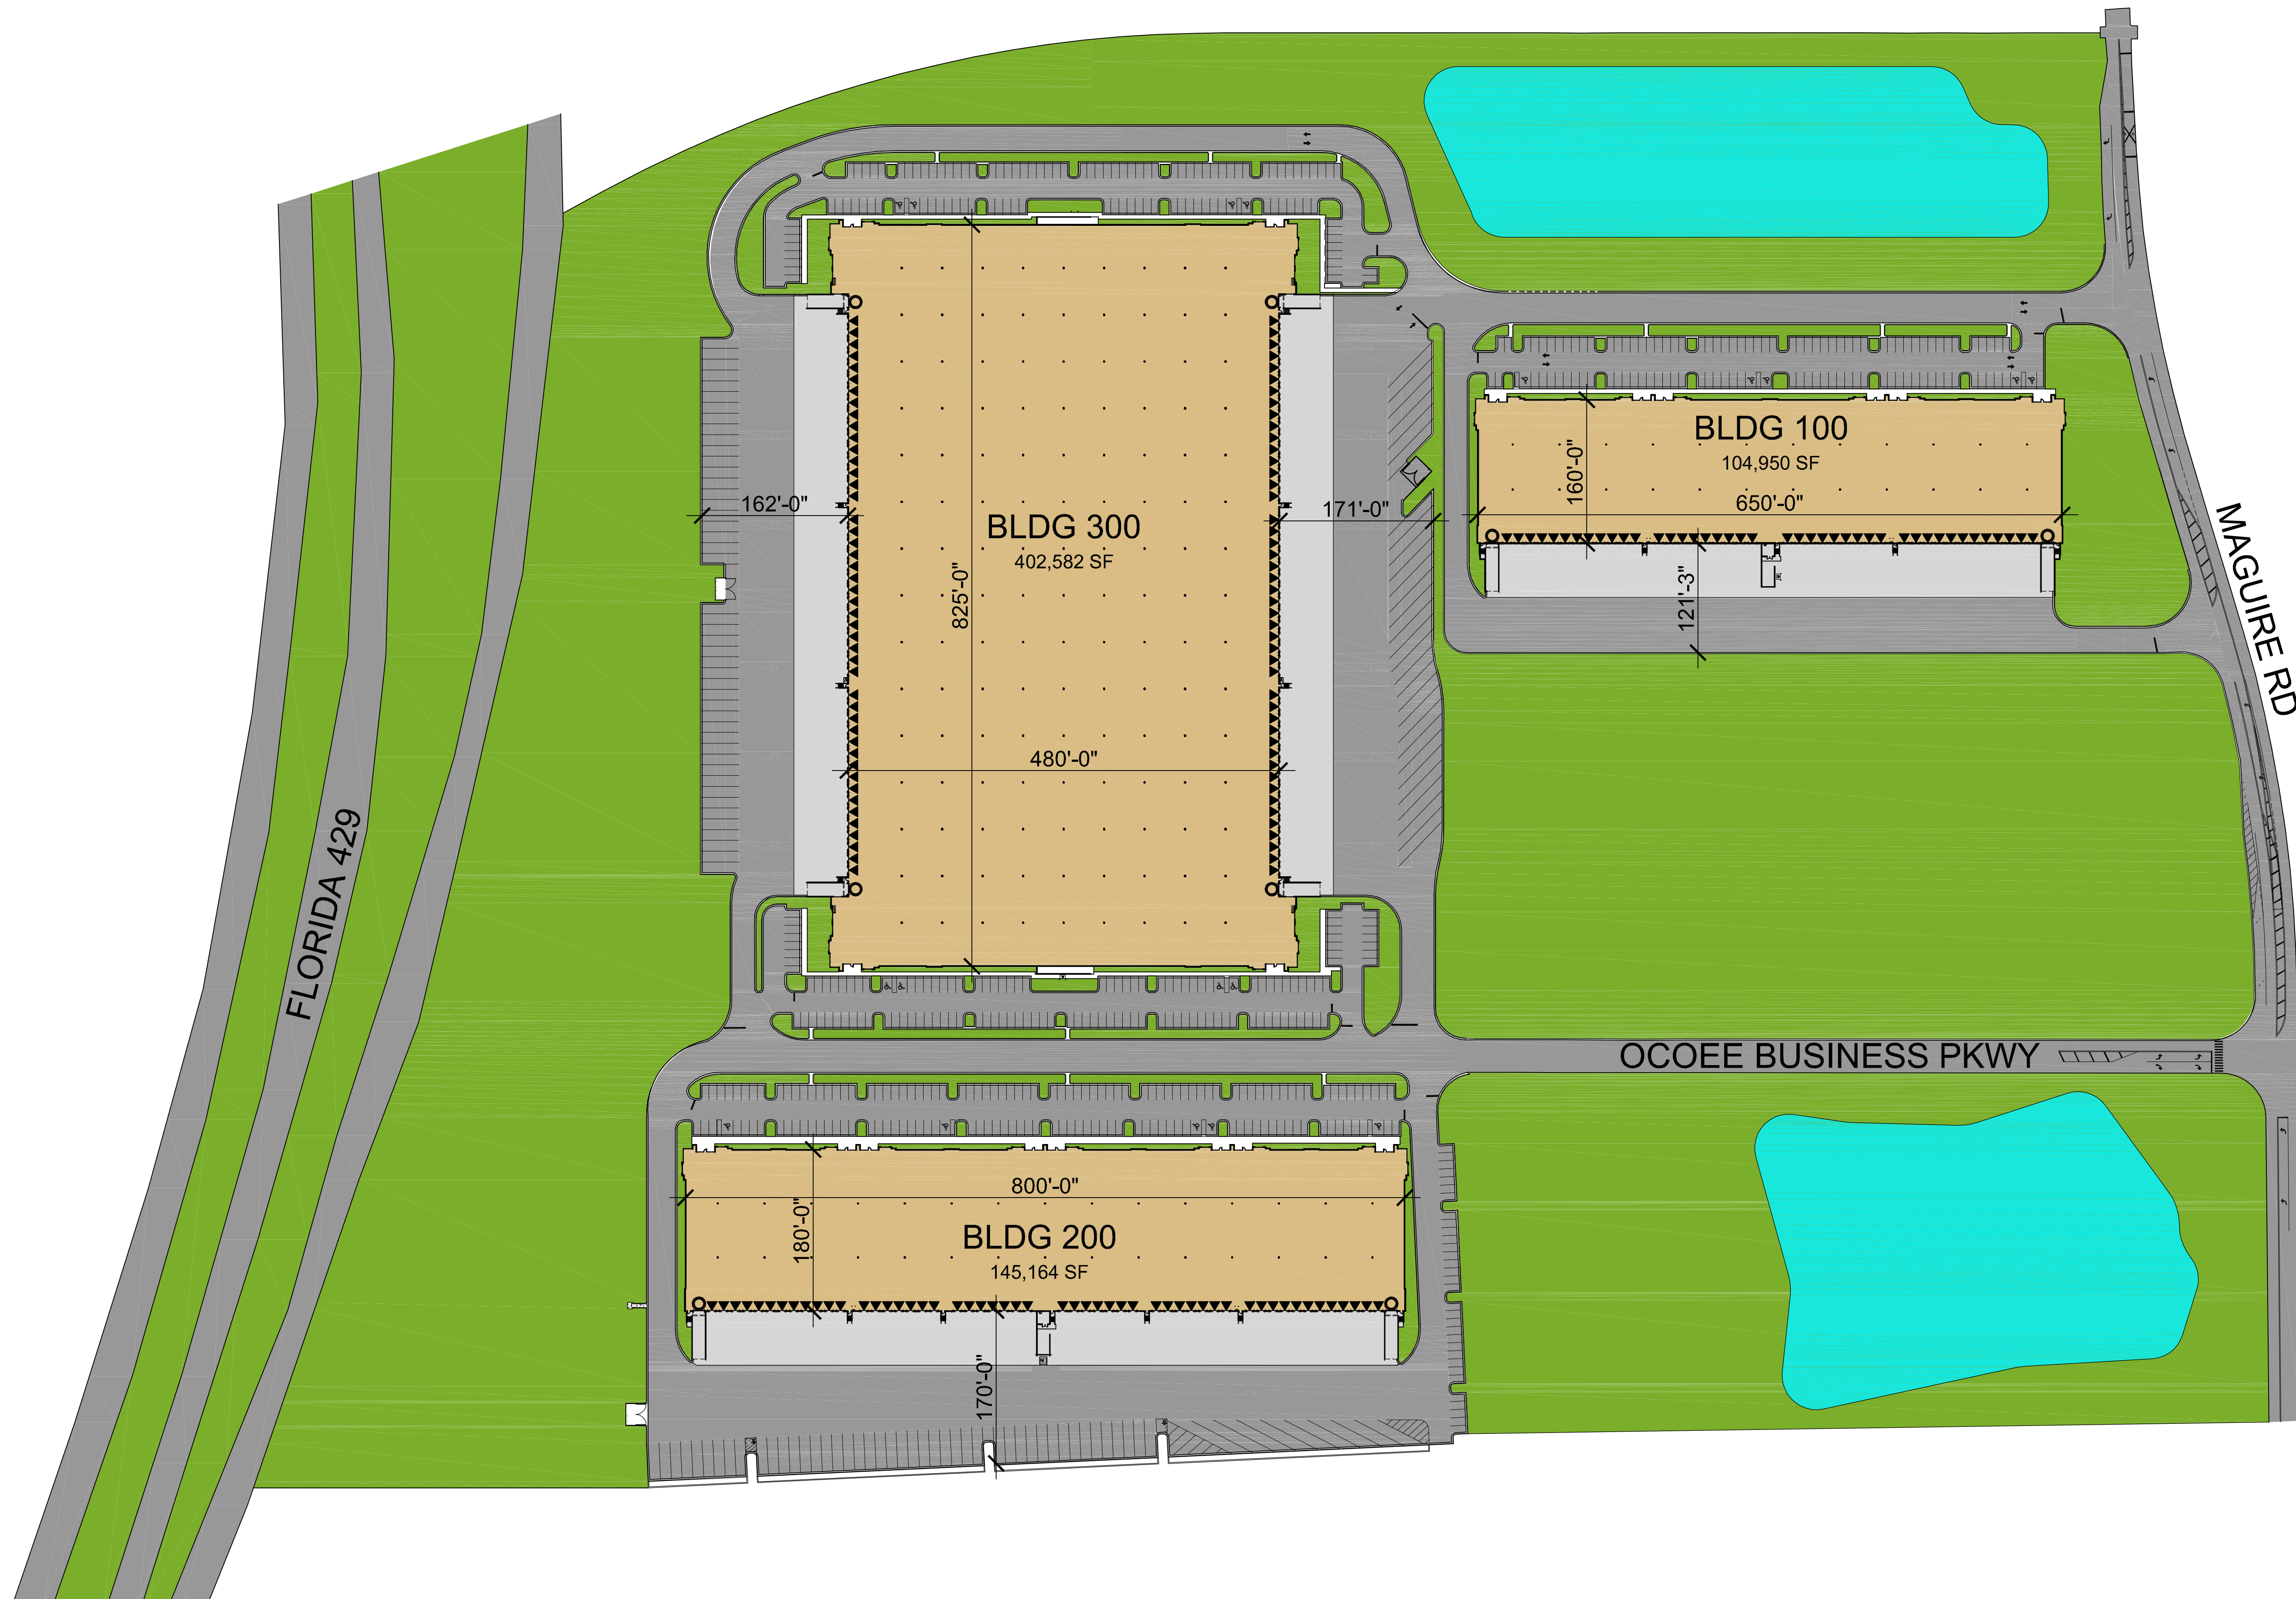 BLDG 100
104,950 SF
160'-0"
650'-0"
121'-3"
162'-0"
171'-0"
BLDG 300
402,582 SF
825'-0"
480'-0"
MAGUIRE RD
FLORIDA 429
OCOEE BUSINESS PKWY
800'-0"
180'-0"
BLDG 200
145,164 SF
170'-0"